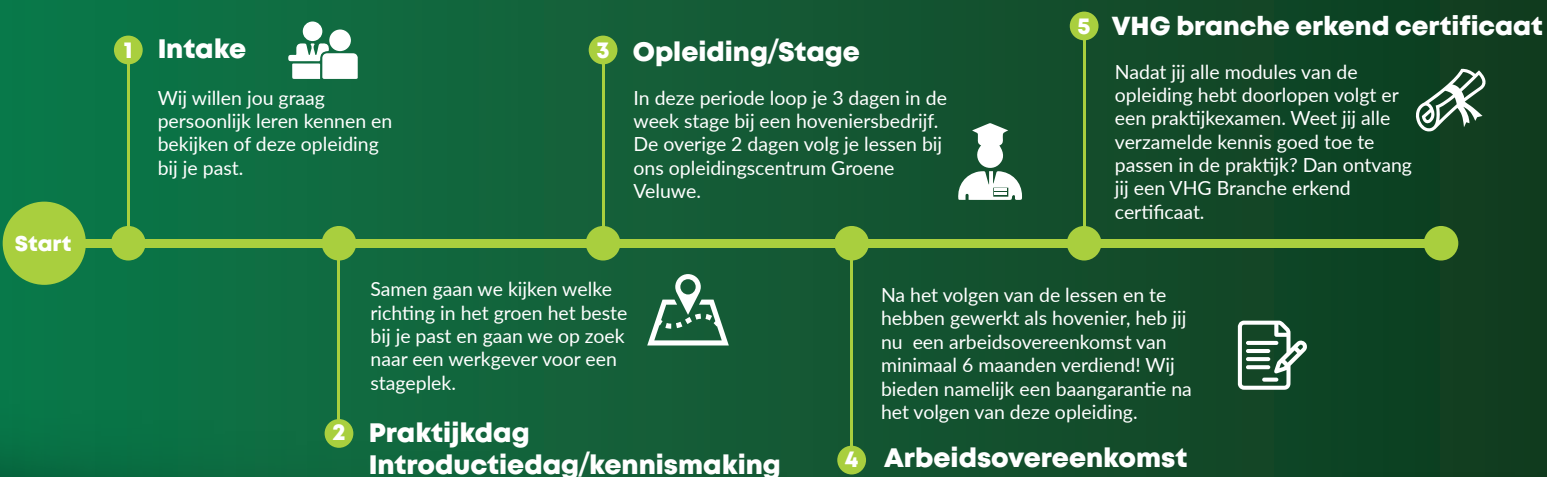 Start
1
Intake
Wij willen jou graag
persoonlijk leren kennen en
bekijken of deze opleiding
bij je past.
Samen gaan we kijken welke
richting in het groen het beste
bij je past en gaan we op zoek
naar een werkgever voor een
stageplek.
2
Praktijkdag
Introductiedag/kennismaking
3
Opleiding/Stage
In deze periode loop je 3 dagen in de
week stage bij een hoveniersbedrijf.
De overige 2 dagen volg je lessen bij
ons opleidingscentrum Groene
Veluwe.
Na het volgen van de lessen en te
hebben gewerkt als hovenier, heb jij
nu een arbeidsovereenkomst van
minimaal 6 maanden verdiend! Wij
bieden namelijk een baangarantie na
het volgen van deze opleiding.
4
Arbeidsovereenkomst
5
VHG branche erkend certificaat
Nadat jij alle modules van de
opleiding hebt doorlopen volgt er
een praktijkexamen. Weet jij alle
verzamelde kennis goed toe te
passen in de praktijk? Dan ontvang
jij een VHG Branche erkend
certificaat.